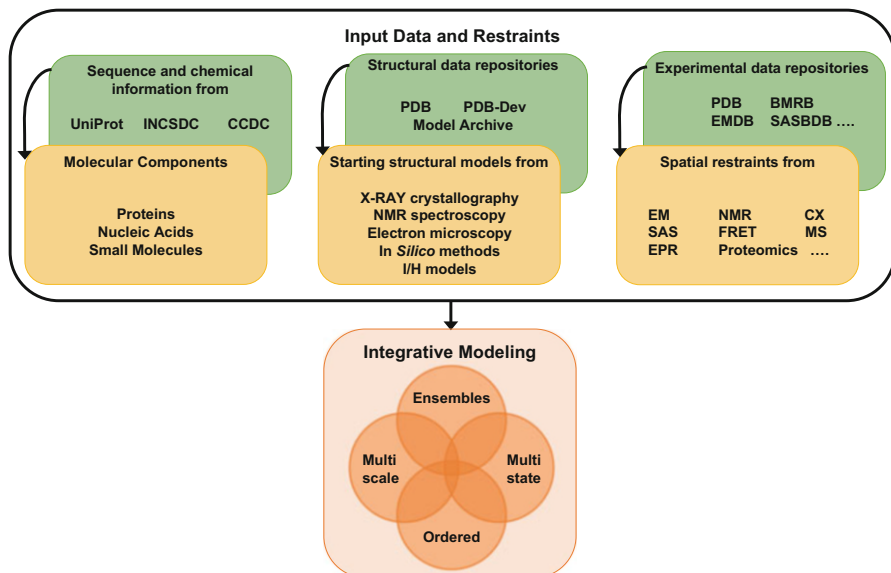 Input Data and Restraints
Sequence and chemical
information from
UniProt INCSDC CCDC
Molecular Components
Proteins
Nucleic Acids
Small Molecules
Structural data repositories
PDB PDB-Dev
Model Archive
Starting structural models from
X-RAY crystallography
NMR spectroscopy
Electron microscopy
In Silico methods
I/H models
Experimental data repositories
PDB BMRB
EMDB SASBDB ....
Spatial restraints from
EM NMR CX
SAS FRET MS
EPR Proteomics ....
Integrative Modeling
Ensembles
Multi
scale
Multi
state
Ordered